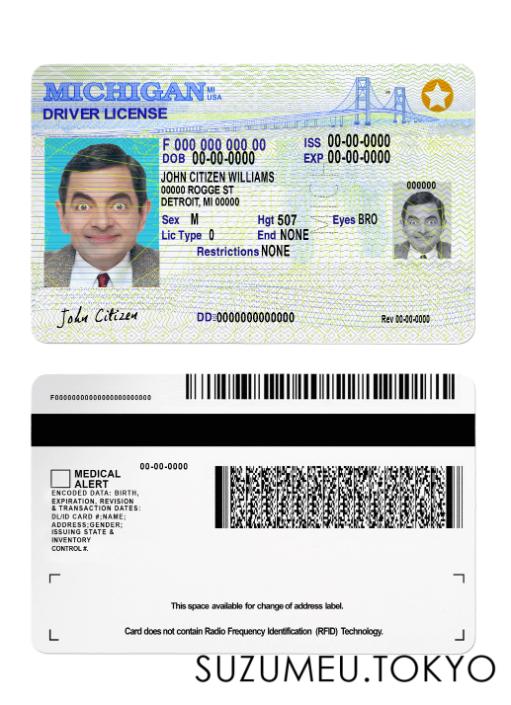 MICHIGAN MI USA
DRIVER LICENSE
F 000 000 000 00 ISS 00-00-0000
DOB 00-00-0000 EXP 00-00-0000
JOHN CITIZEN WILLIAMS
00000 ROGGE ST
DETROIT, MI 00000
000000
Sex M Hgt 507 Eyes BRO
Lic Type 0 End NONE
Restrictions NONE
John Citizen
DD 0000000000000
Rev 00-00-0000
00-00-0000
MEDICAL
ALERT
ENCODED DATA: BIRTH,
EXPIRATION, REVISION
& TRANSACTION DATES:
DL/ID CARD #;NAME;
ADDRESS;GENDER;
ISSUING STATE &
INVENTORY
CONTROL #.
This space available for change of address label.
Card does not contain Radio Frequency Identification (RFID) Technology.
SUZUMEU.TOKYO